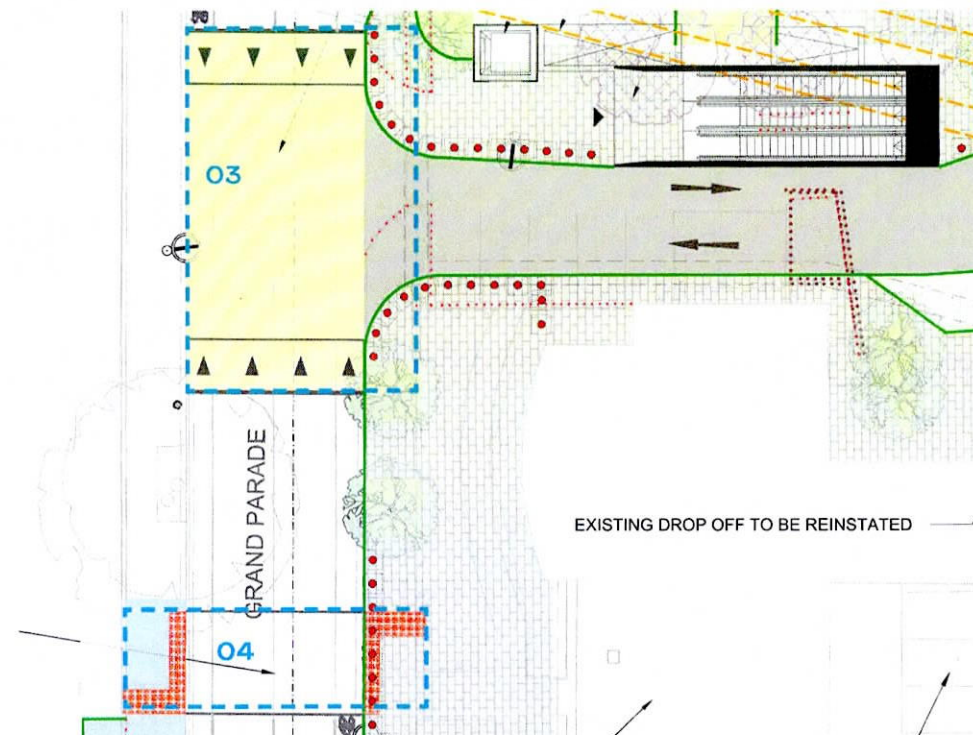 03
GRAND PARADE
EXISTING DROP OFF TO BE REINSTATED
04